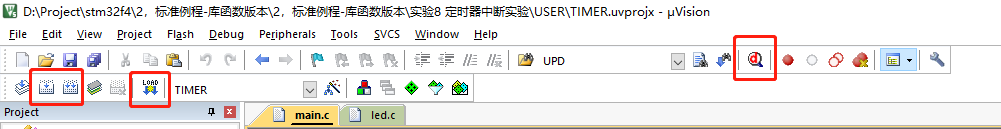 D:\Project\stm32f4\2，标准例程-库函数版本\2，标准例程-库函数版本\实验8 定时器中断实验\USER\TIMER.uvprojx - µVision
File Edit View Project Flash Debug Peripherals Tools SVCS Window Help
UPD
LOAD
TIMER
Project
main.c led.c